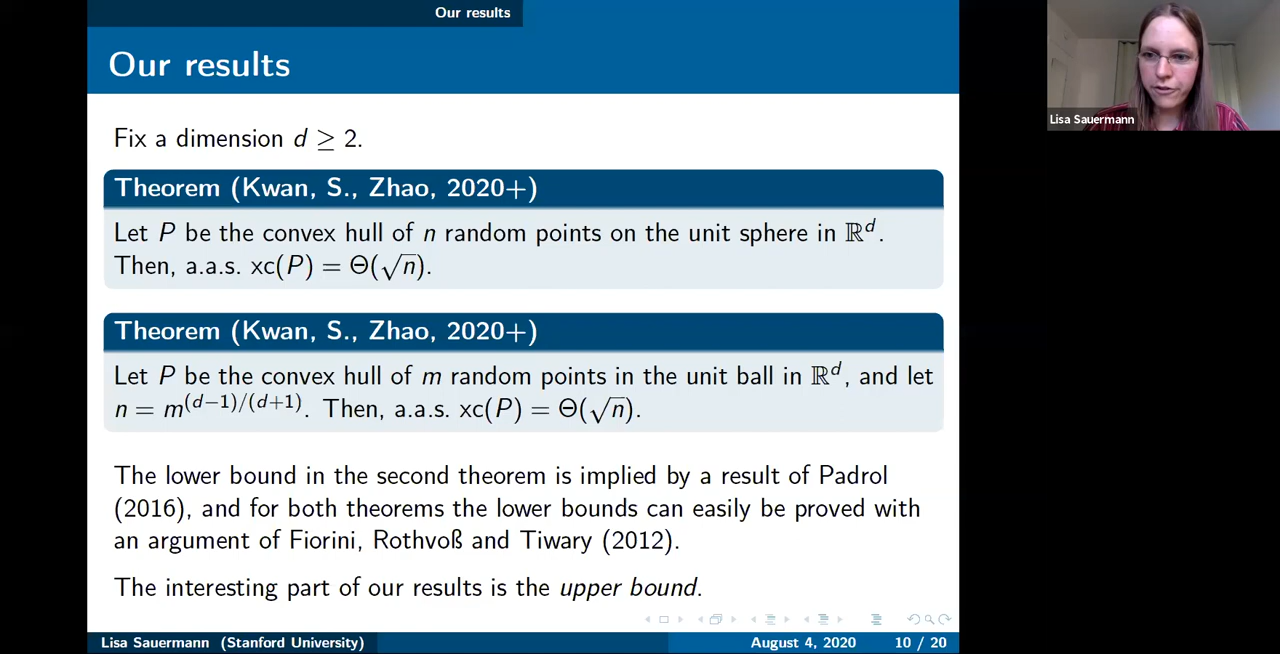 Our results
Our results
Lisa Sauermann
Fix a dimension d ≥ 2.
Theorem (Kwan, S., Zhao, 2020+)
Let P be the convex hull of n random points on the unit sphere in ℝ^d.
Then, a.a.s. xc(P) = Θ(√n).
Theorem (Kwan, S., Zhao, 2020+)
Let P be the convex hull of m random points in the unit ball in ℝ^d, and let
n = m^{(d−1)/(d+1)}. Then, a.a.s. xc(P) = Θ(√n).
The lower bound in the second theorem is implied by a result of Padrol
(2016), and for both theorems the lower bounds can easily be proved with
an argument of Fiorini, Rothvoß and Tiwary (2012).
The interesting part of our results is the upper bound.
Lisa Sauermann (Stanford University) August 4, 2020 10 / 20